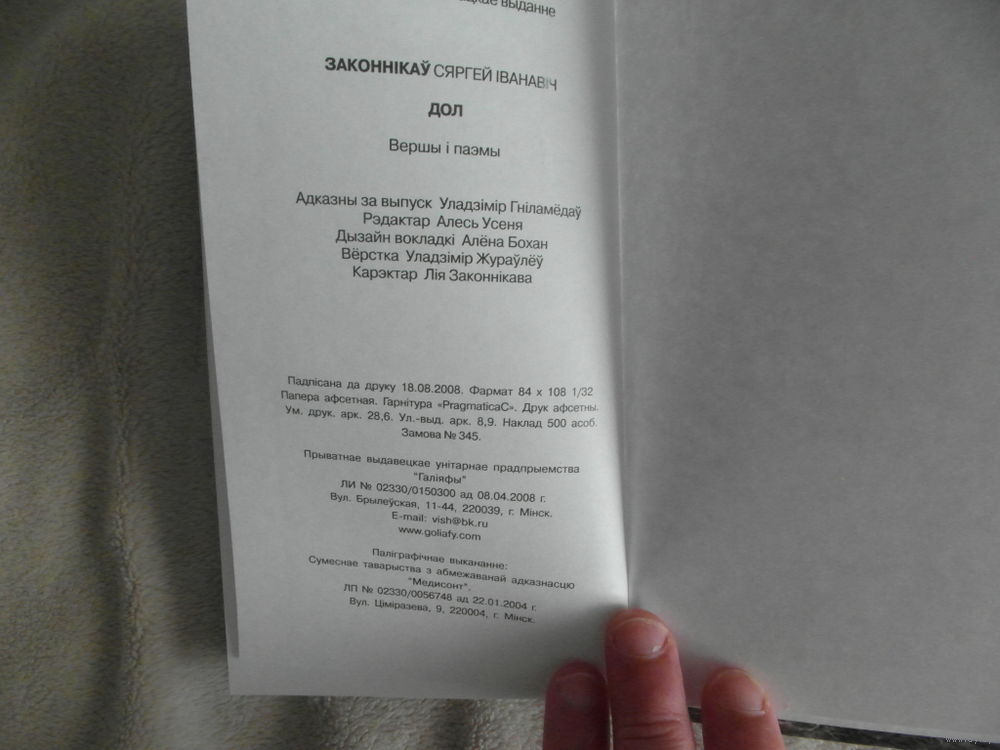 выданне
ЗАКОННІКАЎ СЯРГЕЙ ІВАНАВІЧ
ДОЛ
Вершы і паэмы
Адказны за выпуск Уладзімір Гніламёдаў
Рэдактар Алесь Усеня
Дызайн вокладкі Алёна Бохан
Вёрстка Уладзімір Жураўлёў
Карэктар Лія Законнікава
Падпісана да друку 18.08.2008. Фармат 84 х 108 1/32
Папера афсетная. Гарнітура «PragmaticaC». Друк афсетны.
Ум. друк. арк. 28,6. Ул.-выд. арк. 8,9. Наклад 500 асоб.
Замова № 345.
Прыватнае выдавецкае унітарнае прадпрыемства
"Галіяфы"
ЛИ № 02330/0150300 ад 08.04.2008 г.
Вул. Брылеўская, 11-44, 220039, г. Мінск.
E-mail: vish@bk.ru
www.goliafy.com
Паліграфічнае выкананне:
Сумеснае таварыства з абмежаванай адказнасцю
"Медисонт".
ЛП № 02330/0056748 ад 22.01.2004 г.
Вул. Ціміразева, 9, 220004, г. Мінск.